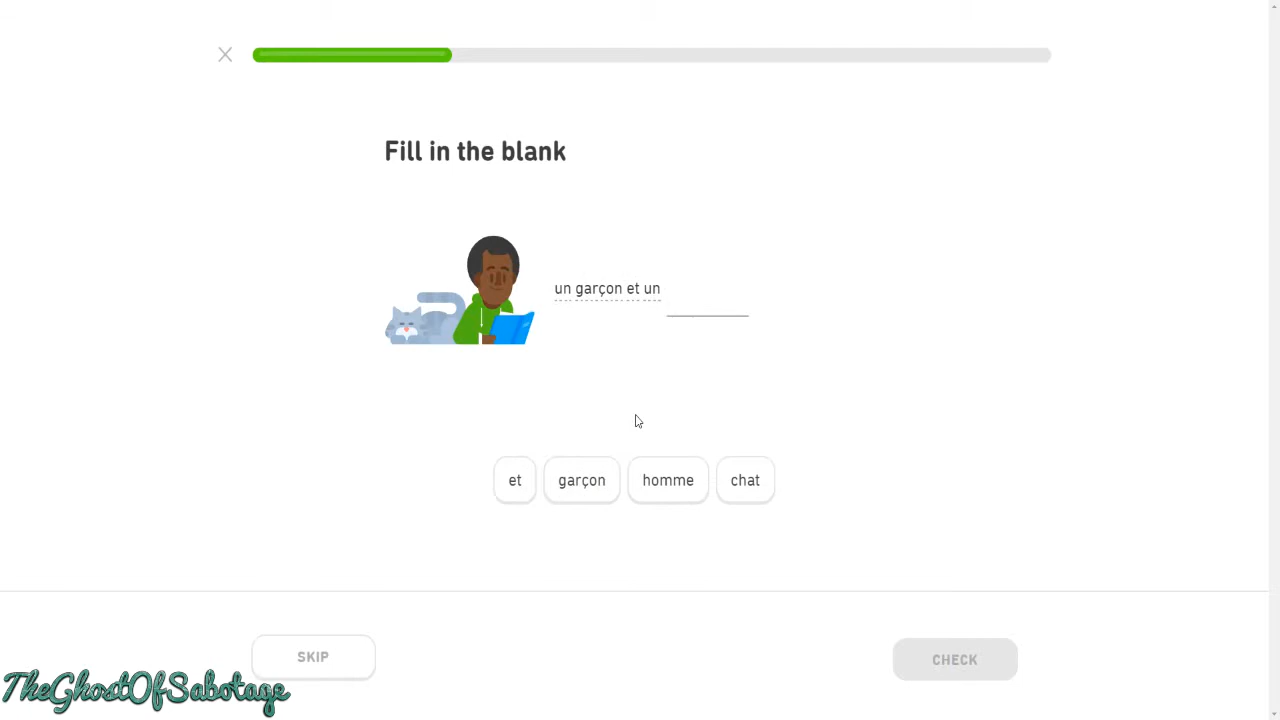 Fill in the blank
un garçon et un
et garçon homme chat
SKIP CHECK
TheGhostOfSabotage